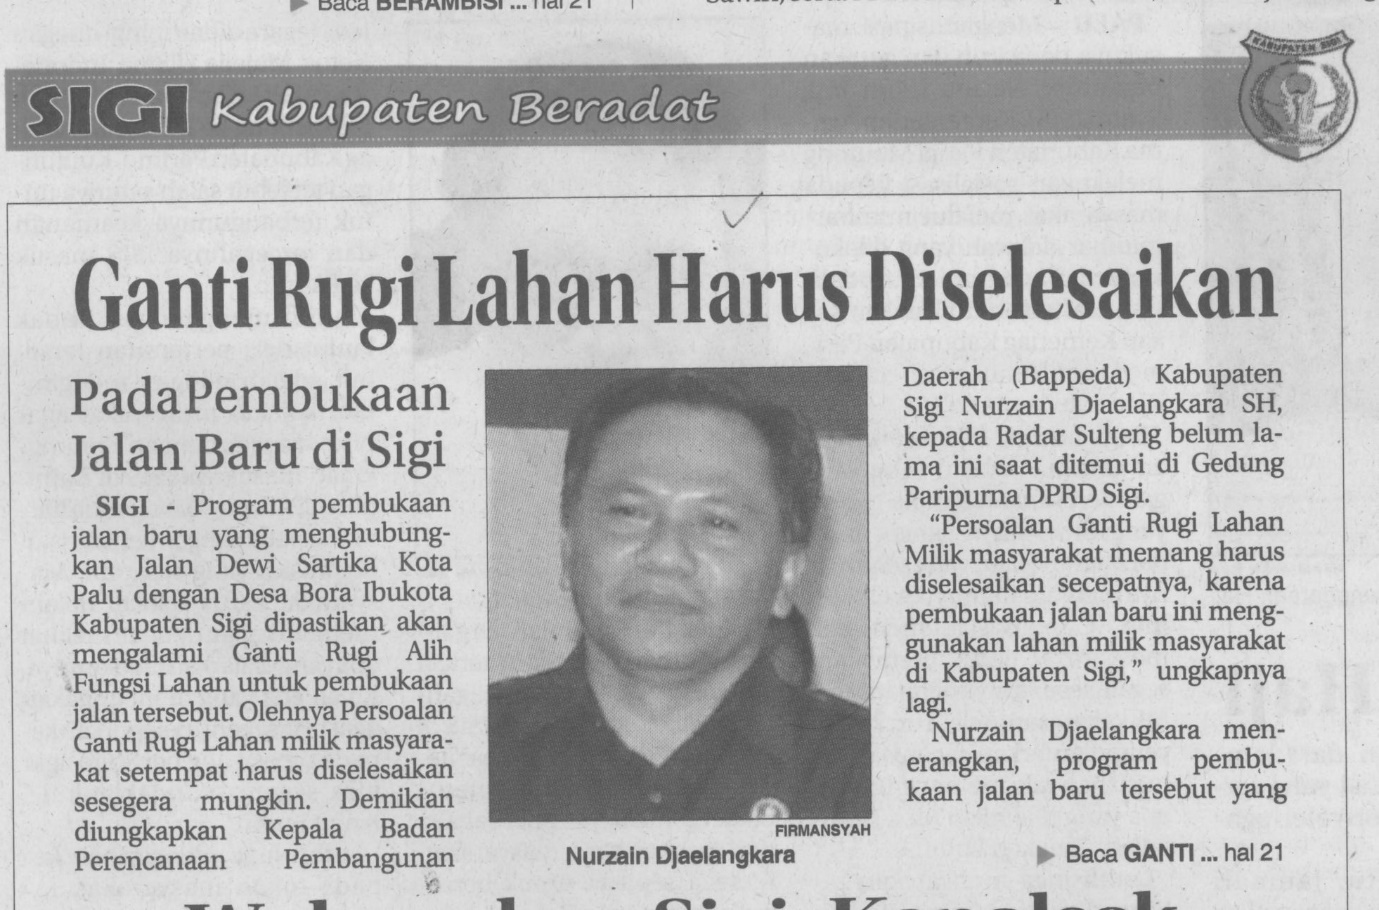 Baca BERAMBISI ... hal 21
SIGI Kabupaten Beradat
KABUPATEN SIGI
Ganti Rugi Lahan Harus Diselesaikan
Pada Pembukaan
Jalan Baru di Sigi
SIGI - Program pembukaan
jalan baru yang menghubung-
kan Jalan Dewi Sartika Kota
Palu dengan Desa Bora Ibukota
Kabupaten Sigi dipastikan akan
mengalami Ganti Rugi Alih
Fungsi Lahan untuk pembukaan
jalan tersebut. Olehnya Persoalan
Ganti Rugi Lahan milik masyara-
kat setempat harus diselesaikan
sesegera mungkin. Demikian
diungkapkan Kepala Badan
Perencanaan Pembangunan
FIRMANSYAH
Nurzain Djaelangkara
Daerah (Bappeda) Kabupaten
Sigi Nurzain Djaelangkara SH,
kepada Radar Sulteng belum la-
ma ini saat ditemui di Gedung
Paripurna DPRD Sigi.
“Persoalan Ganti Rugi Lahan
Milik masyarakat memang harus
diselesaikan secepatnya, karena
pembukaan jalan baru ini meng-
gunakan lahan milik masyarakat
di Kabupaten Sigi,” ungkapnya
lagi.
Nurzain Djaelangkara men-
erangkan, program pembu-
kaan jalan baru tersebut yang
Baca GANTI ... hal 21